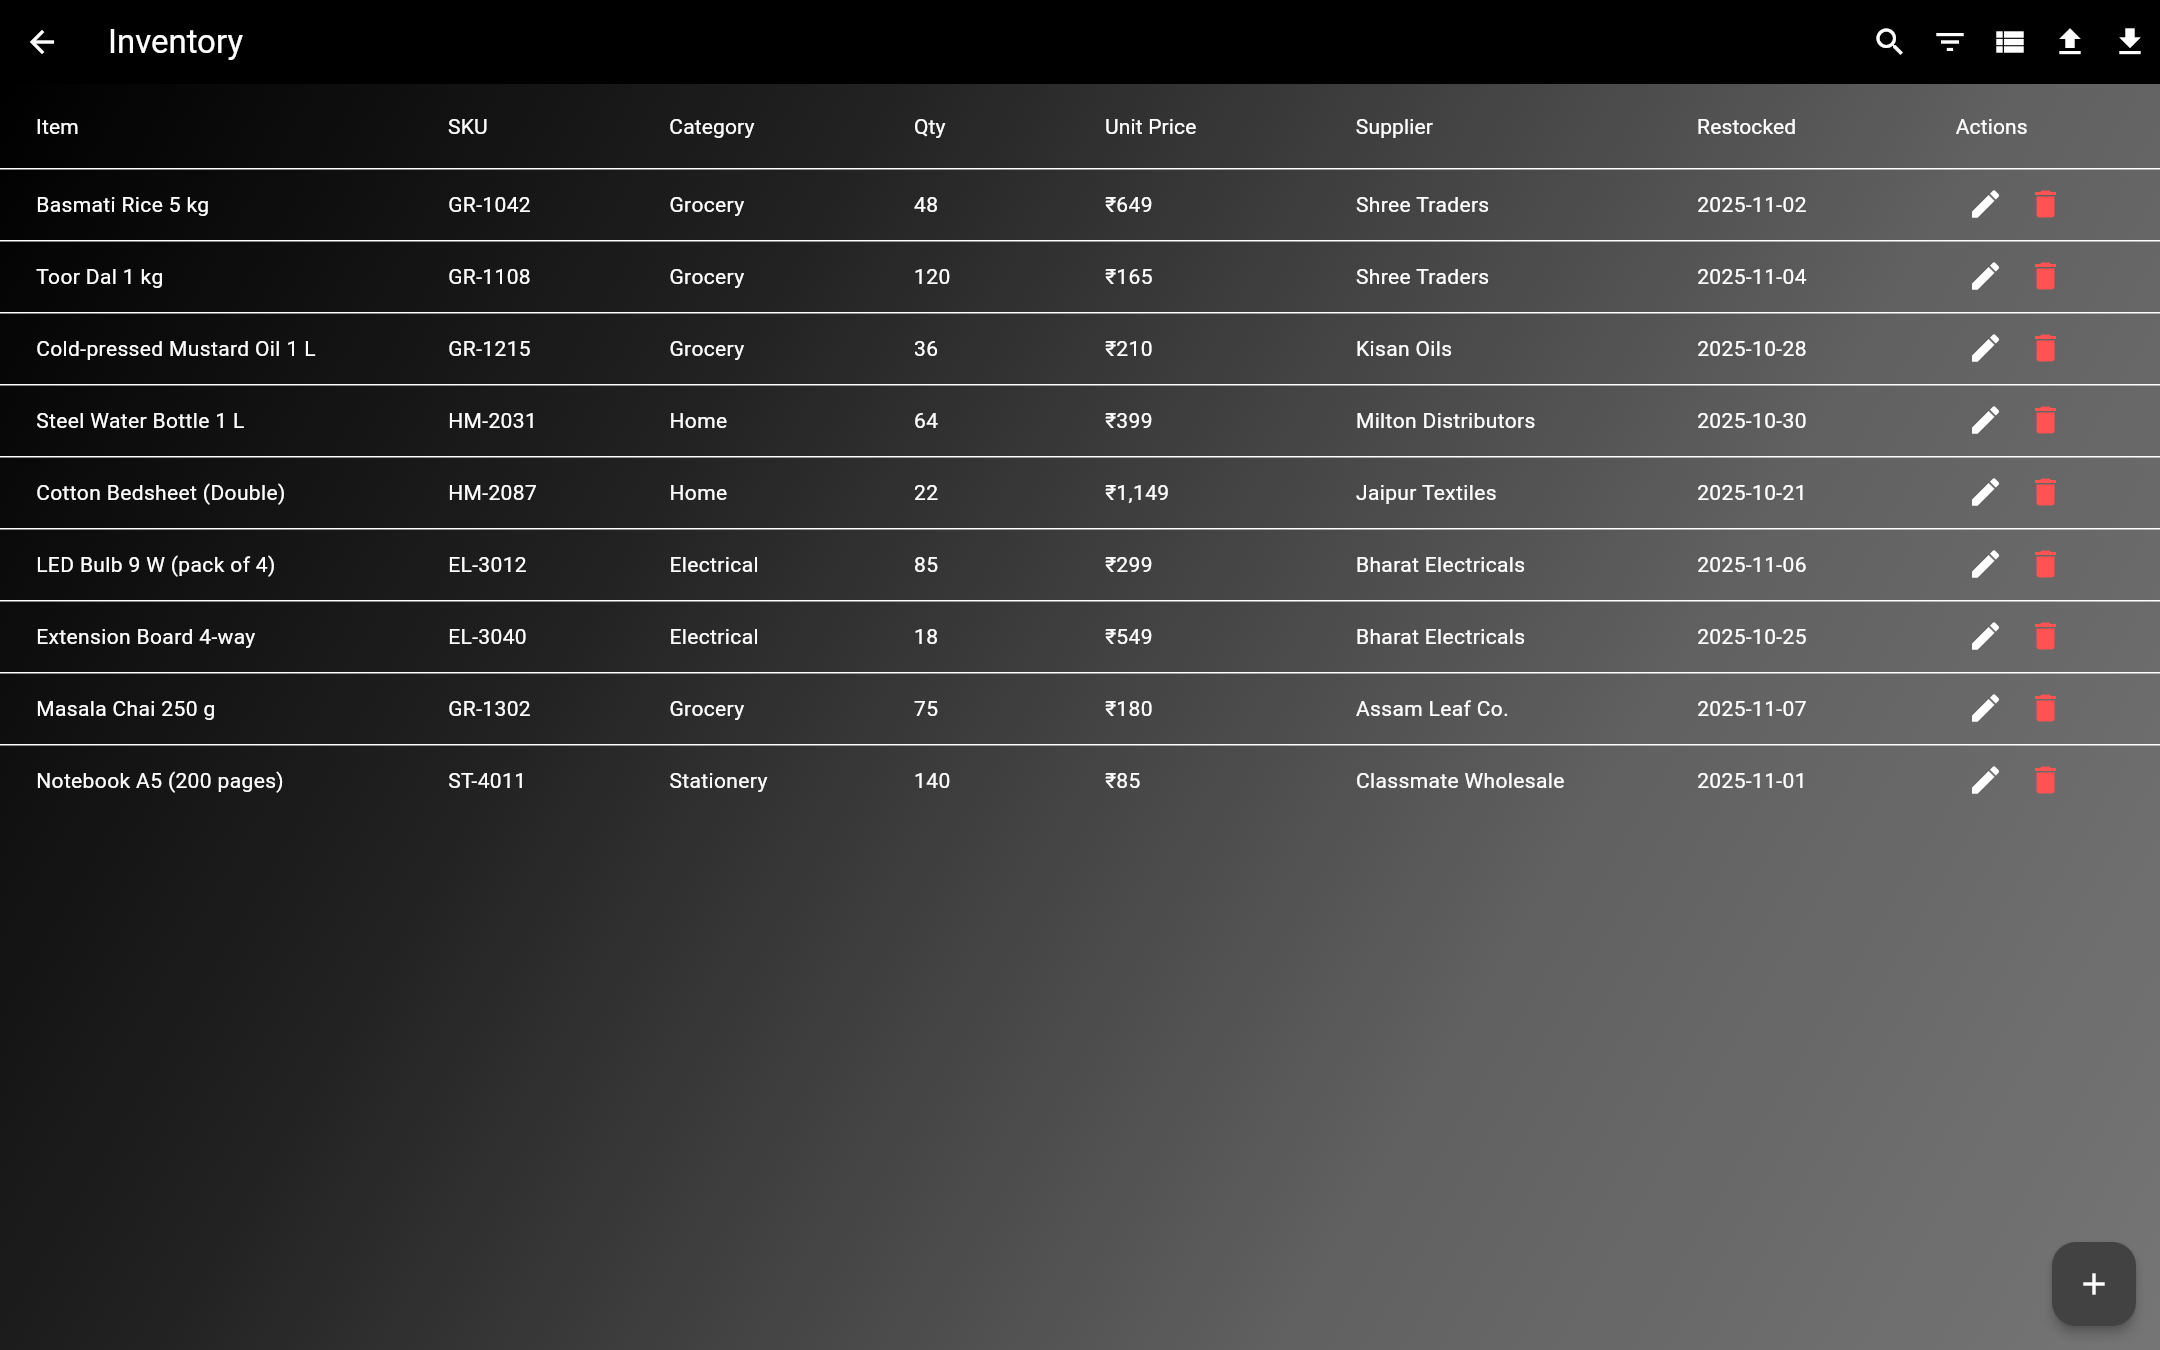 Inventory
Item SKU Category Qty Unit Price Supplier Restocked Actions
Basmati Rice 5 kg GR-1042 Grocery 48 ₹649 Shree Traders 2025-11-02
Toor Dal 1 kg GR-1108 Grocery 120 ₹165 Shree Traders 2025-11-04
Cold-pressed Mustard Oil 1 L GR-1215 Grocery 36 ₹210 Kisan Oils 2025-10-28
Steel Water Bottle 1 L HM-2031 Home 64 ₹399 Milton Distributors 2025-10-30
Cotton Bedsheet (Double) HM-2087 Home 22 ₹1,149 Jaipur Textiles 2025-10-21
LED Bulb 9 W (pack of 4) EL-3012 Electrical 85 ₹299 Bharat Electricals 2025-11-06
Extension Board 4-way EL-3040 Electrical 18 ₹549 Bharat Electricals 2025-10-25
Masala Chai 250 g GR-1302 Grocery 75 ₹180 Assam Leaf Co. 2025-11-07
Notebook A5 (200 pages) ST-4011 Stationery 140 ₹85 Classmate Wholesale 2025-11-01